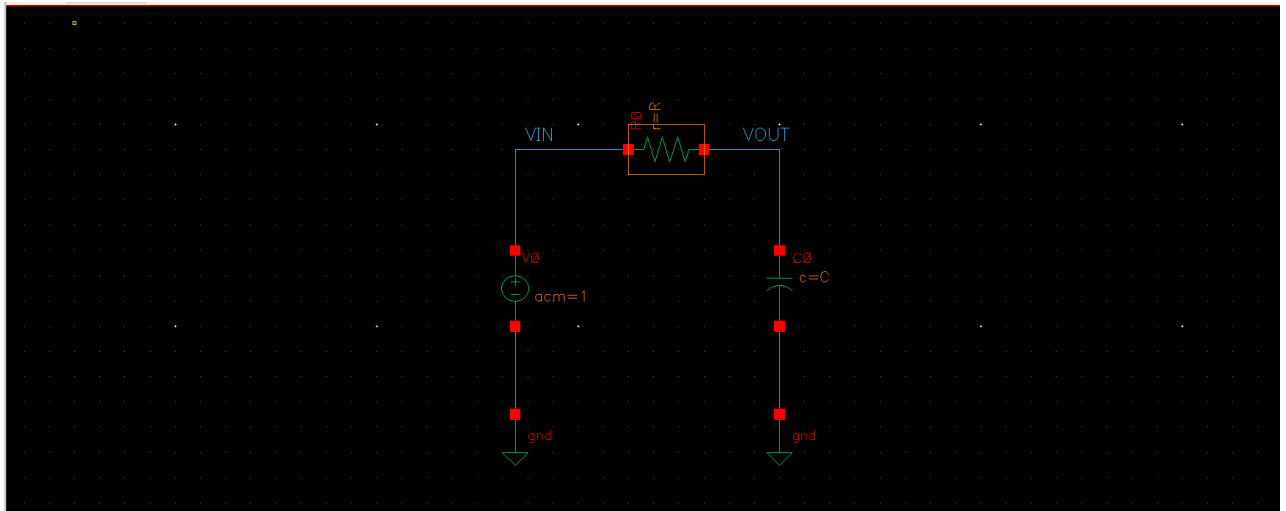 R0
r=R
VIN
VOUT
V0
C0
c=C
acm=1
gnd
gnd